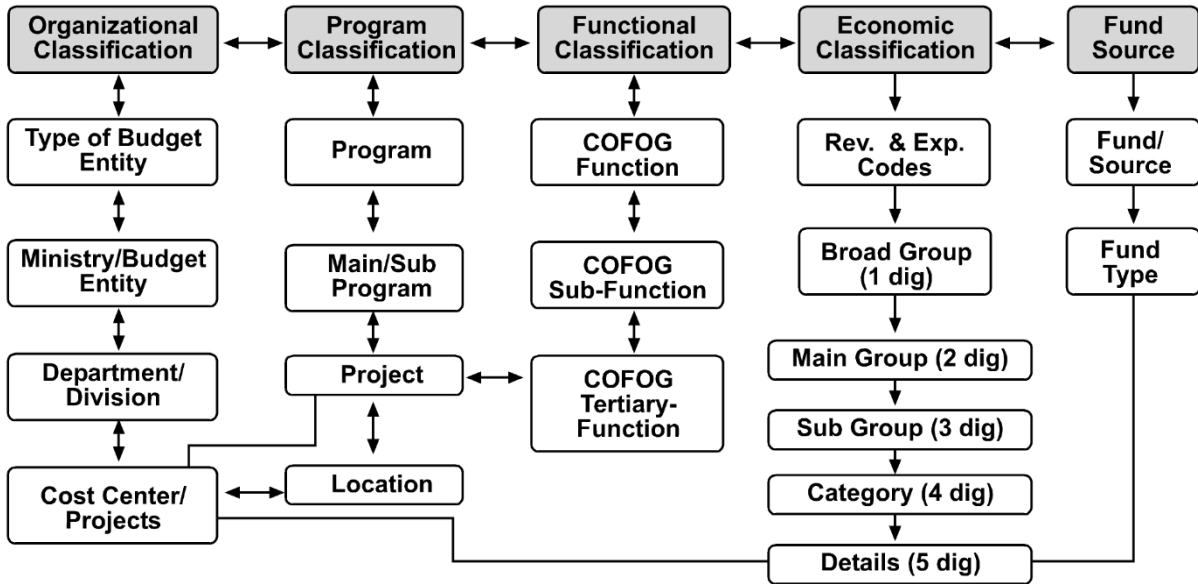 Organizational
Classification
Program
Classification
Functional
Classification
Economic
Classification
Fund
Source
Type of Budget
Entity
Program
COFOG
Function
Rev. & Exp.
Codes
Fund/
Source
Ministry/Budget
Entity
Main/Sub
Program
COFOG
Sub-Function
Broad Group
(1 dig)
Fund
Type
Department/
Division
Project
COFOG
Tertiary-
Function
Main Group (2 dig)
Sub Group (3 dig)
Cost Center/
Projects
Location
Category (4 dig)
Details (5 dig)